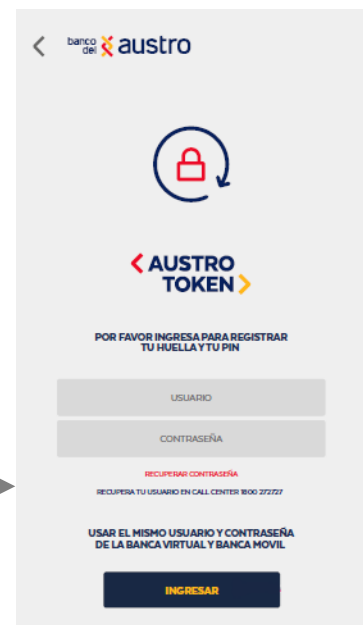 banco del austro
AUSTRO
TOKEN
POR FAVOR INGRESA PARA REGISTRAR
TU HUELLA Y TU PIN
USUARIO
CONTRASEÑA
RECUPERAR CONTRASEÑA
RECUPERA TU USUARIO EN CALL CENTER 1800 272727
USAR EL MISMO USUARIO Y CONTRASEÑA
DE LA BANCA VIRTUAL Y BANCA MOVIL
INGRESAR